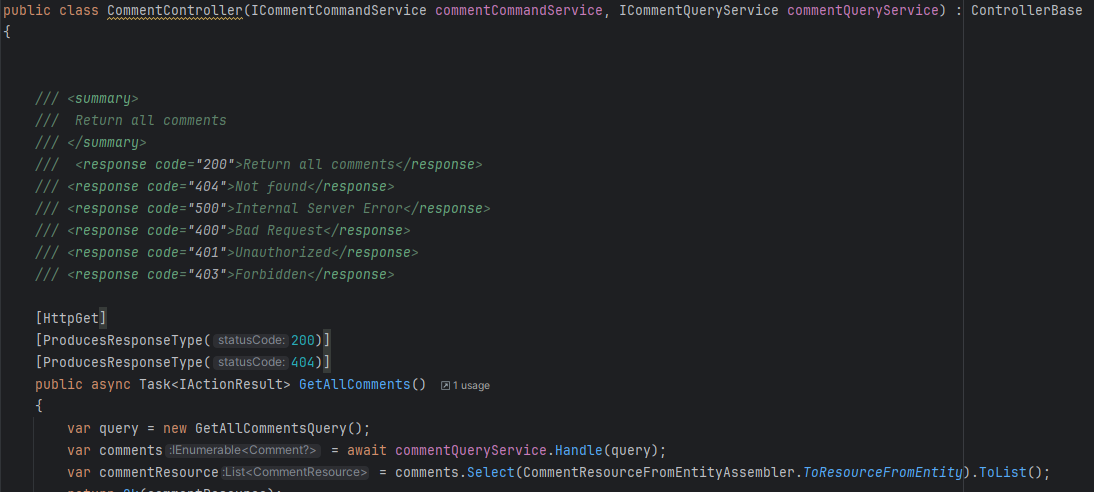 public class CommentController(ICommentCommandService commentCommandService, ICommentQueryService commentQueryService) : ControllerBase
{
/// <summary>
///  Return all comments
/// </summary>
///  <response code="200">Return all comments</response>
/// <response code="404">Not found</response>
/// <response code="500">Internal Server Error</response>
/// <response code="400">Bad Request</response>
/// <response code="401">Unauthorized</response>
/// <response code="403">Forbidden</response>
[HttpGet]
[ProducesResponseType(statusCode:200)]
[ProducesResponseType(statusCode:404)]
public async Task<IActionResult> GetAllComments() 1 usage
{
var query = new GetAllCommentsQuery();
var comments:IEnumerable<Comment?> = await commentQueryService.Handle(query);
var commentResource:List<CommentResource> = comments.Select(CommentResourceFromEntityAssembler.ToResourceFromEntity).ToList();
return Ok(commentResource);